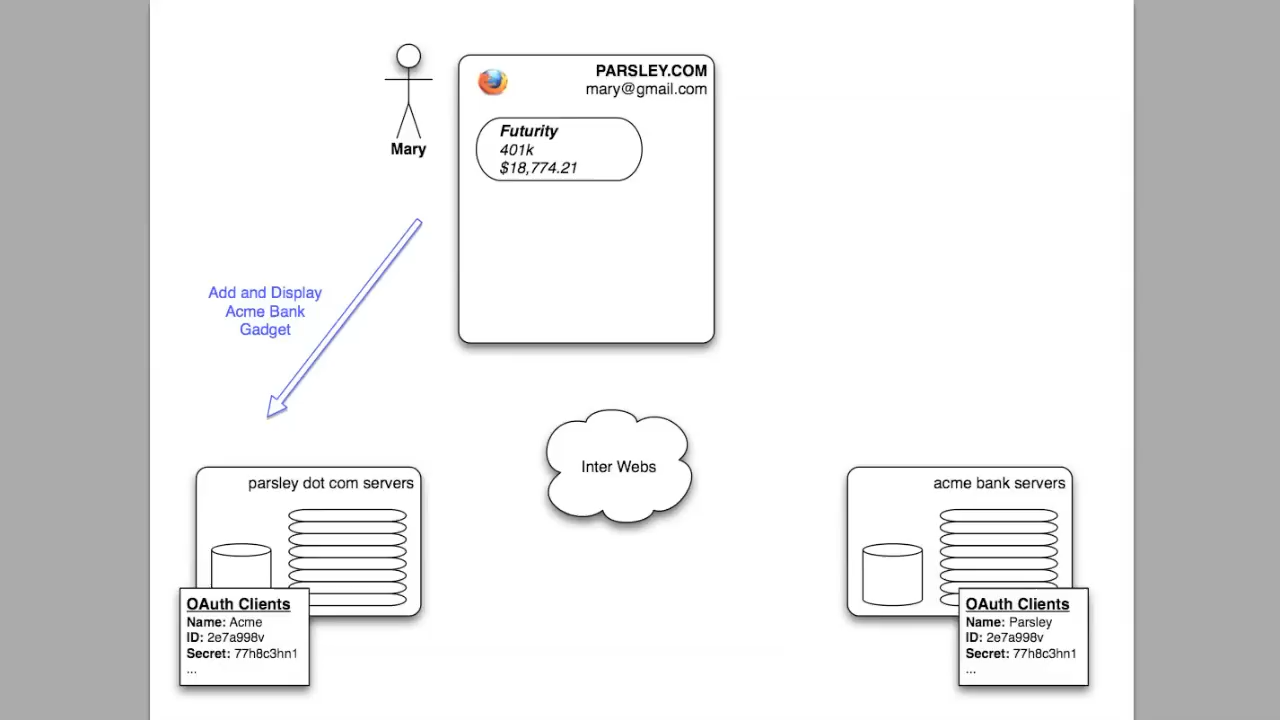 PARSLEY.COM
mary@gmail.com
Futurity
401k
$18,774.21
Mary
Add and Display
Acme Bank
Gadget
Inter Webs
parsley dot com servers
OAuth Clients
Name: Acme
ID: 2e7a998v
Secret: 77h8c3hn1
...
acme bank servers
OAuth Clients
Name: Parsley
ID: 2e7a998v
Secret: 77h8c3hn1
...